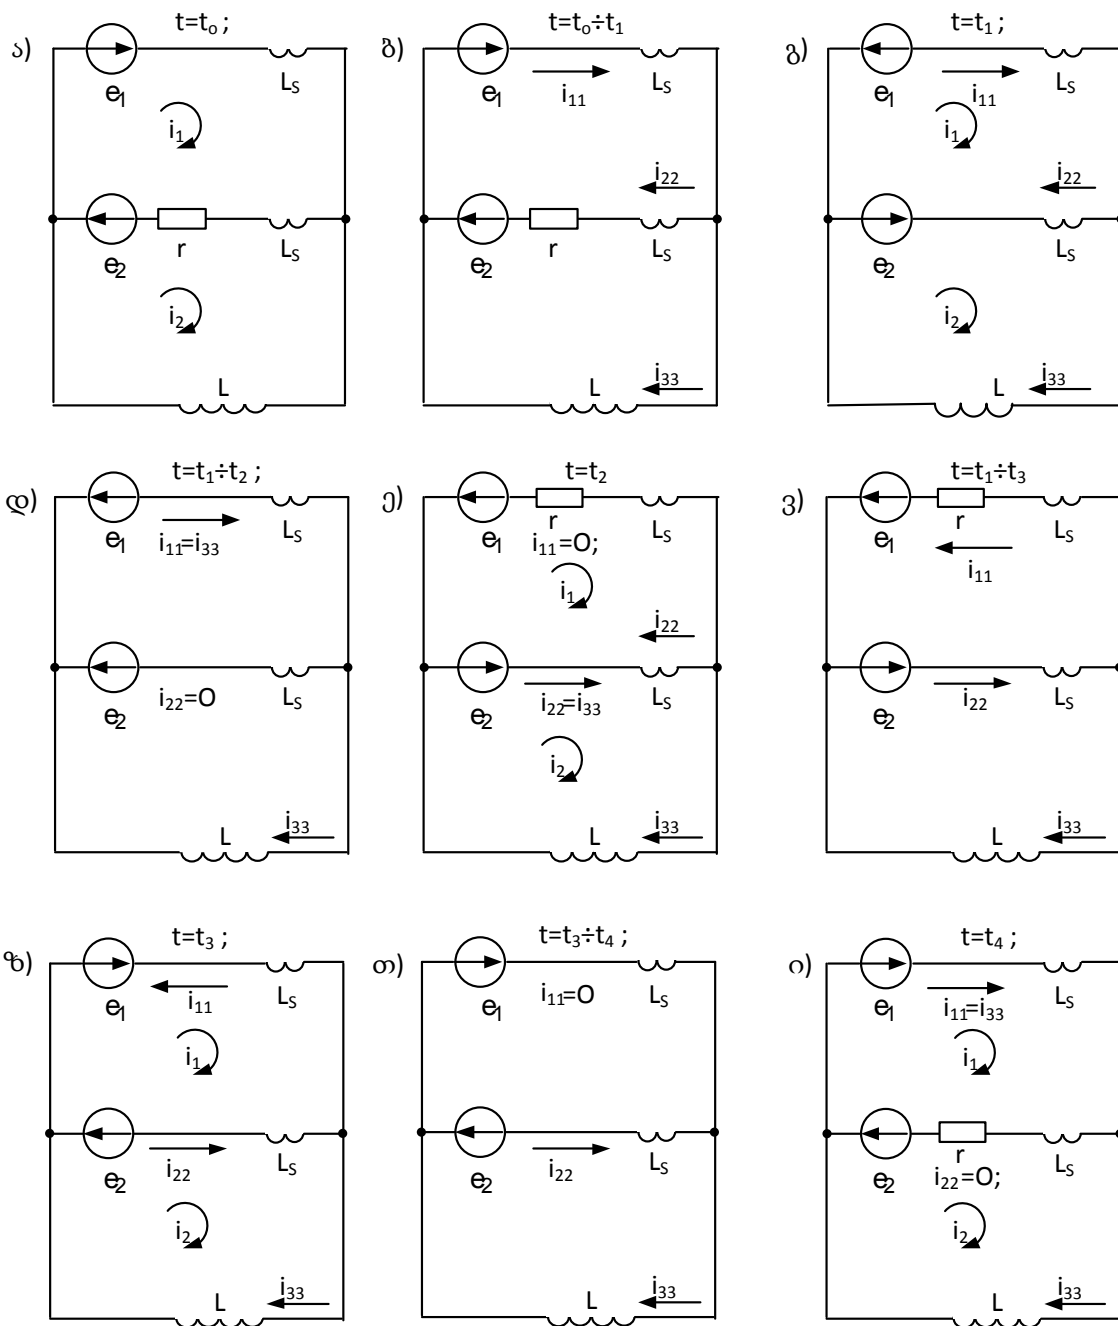 ა) t=t₀ ;
e₁ L_S
i₁
e₂ r L_S
i₂
L
ბ) t=t₀÷t₁
e₁ i₁₁ L_S
i₂₂
e₂ r L_S
i₃₃
L
გ) t=t₁ ;
e₁ i₁₁ L_S
i₁
i₂₂
e₂ L_S
i₂
L i₃₃
დ) t=t₁÷t₂ ;
e₁ i₁₁=i₃₃ L_S
e₂ i₂₂=O L_S
L i₃₃
ე) t=t₂
e₁ r L_S
i₁₁=O;
i₁
i₂₂
e₂ i₂₂=i₃₃ L_S
i₂
L i₃₃
ვ) t=t₁÷t₃
e₁ r L_S
i₁₁
e₂ i₂₂ L_S
L i₃₃
ზ) t=t₃ ;
e₁ i₁₁ L_S
i₁
e₂ i₂₂ L_S
i₂
L i₃₃
თ) t=t₃÷t₄ ;
e₁ i₁₁=O L_S
e₂ i₂₂ L_S
L i₃₃
ი) t=t₄ ;
e₁ i₁₁=i₃₃ L_S
i₁
e₂ r L_S
i₂₂=O;
i₂
L i₃₃